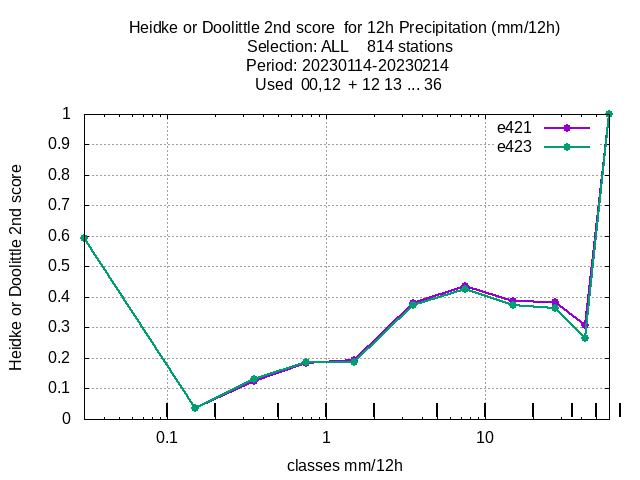 Heidke or Doolittle 2nd score  for 12h Precipitation (mm/12h)
Selection: ALL    814 stations
Period: 20230114-20230214
Used  00,12  + 12 13 ... 36
e421
e423
Heidke or Doolittle 2nd score
1
0.9
0.8
0.7
0.6
0.5
0.4
0.3
0.2
0.1
0
0.1
1
10
classes mm/12h